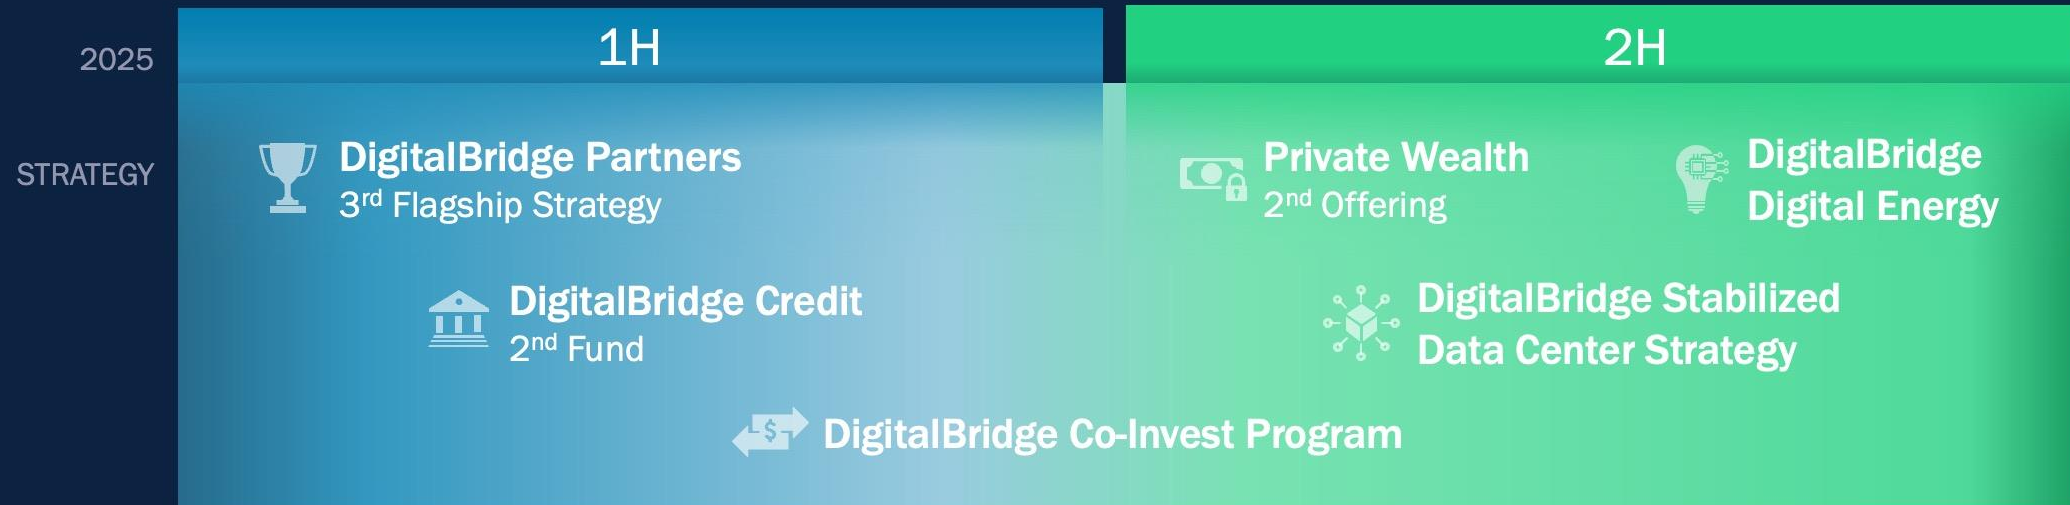 2025
1H
2H
STRATEGY
DigitalBridge Partners
3rd Flagship Strategy
DigitalBridge Credit
2nd Fund
Private Wealth
2nd Offering
DigitalBridge
Digital Energy
DigitalBridge Stabilized
Data Center Strategy
$
DigitalBridge Co-Invest Program